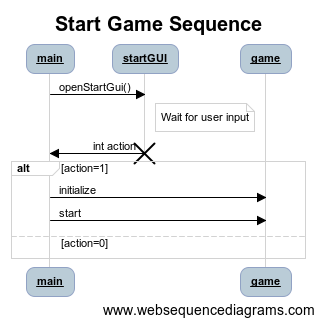 Start Game Sequence
main startGUI game
openStartGui()
Wait for user input
int action
alt [action=1]
initialize
start
[action=0]
main game
www.websequencediagrams.com